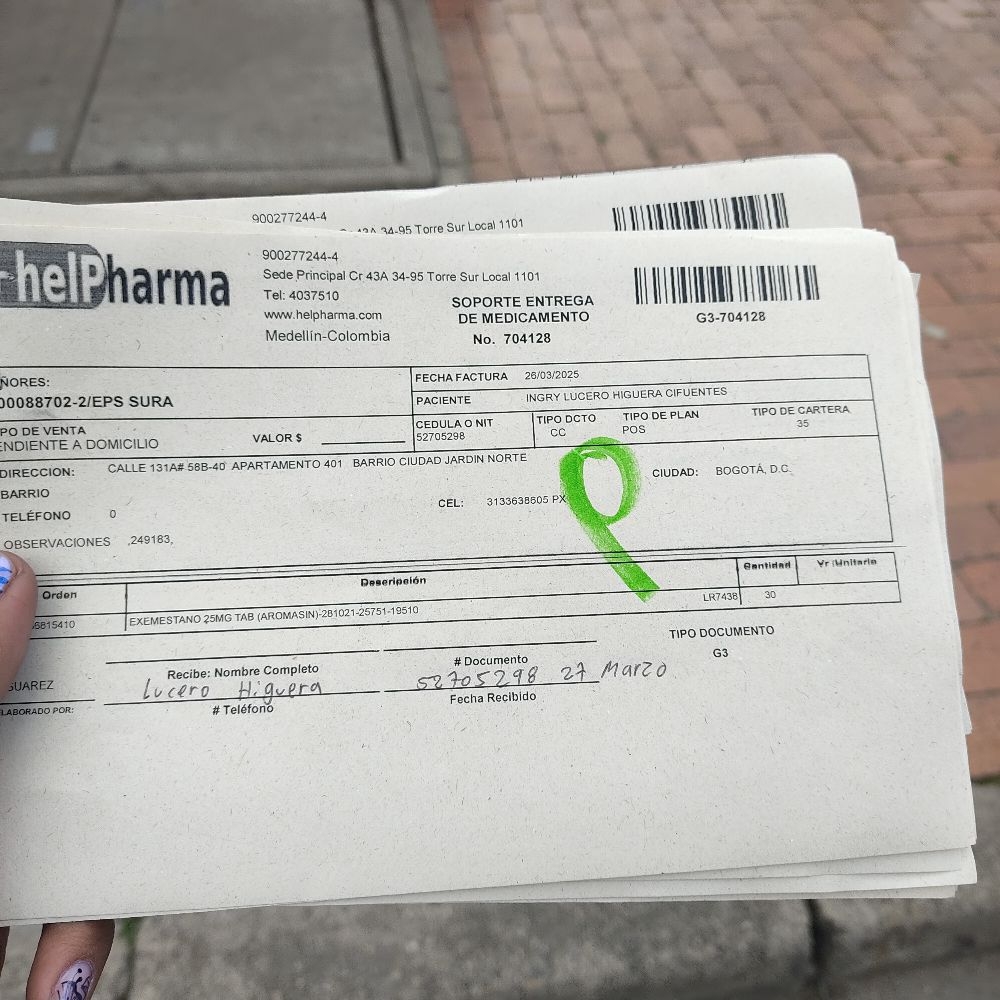 900277244-4
34-95 Torre Sur Local 1101
helPharma
900277244-4
Sede Principal Cr 43A 34-95 Torre Sur Local 1101
Tel: 4037510
www.helpharma.com
Medellín-Colombia
SOPORTE ENTREGA
DE MEDICAMENTO
No. 704128
G3-704128
ÑORES:
00088702-2/EPS SURA
FECHA FACTURA 26/03/2025
PACIENTE INGRY LUCERO HIGUERA CIFUENTES
PO DE VENTA
ENDIENTE A DOMICILIO
VALOR $
CEDULA O NIT
52705298
TIPO DCTO
CC
TIPO DE PLAN
POS
TIPO DE CARTERA
35
DIRECCION: CALLE 131A# 58B-40 APARTAMENTO 401 BARRIO CIUDAD JARDIN NORTE
CIUDAD: BOGOTÁ, D.C.
BARRIO
TELÉFONO 0
CEL: 3133638605 PX
OBSERVACIONES ,249183,
Orden Descripción Cantidad Vr :Unitario
6815410 EXEMESTANO 25MG TAB (AROMASIN)-281021-25751-19510 LR7438 30
TIPO DOCUMENTO
G3
Recibe: Nombre Completo # Documento
SUAREZ Lucero Higuera 52705298 27 Marzo
LABORADO POR: # Teléfono Fecha Recibido